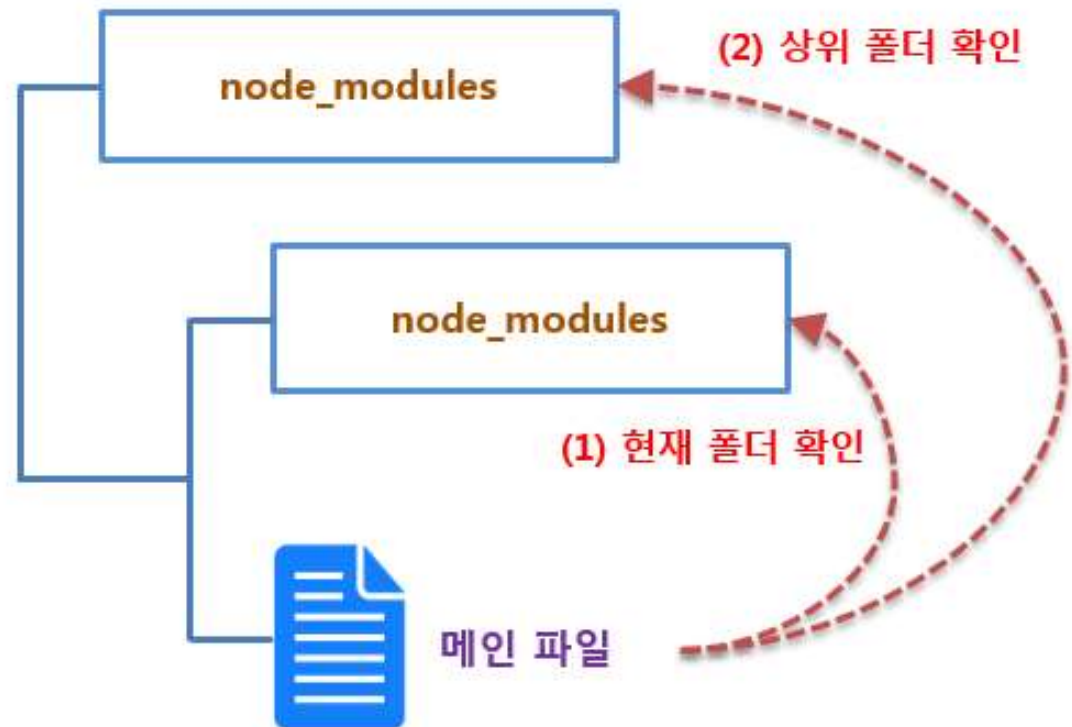 (2) 상위 폴더 확인
node_modules
node_modules
(1) 현재 폴더 확인
메인 파일